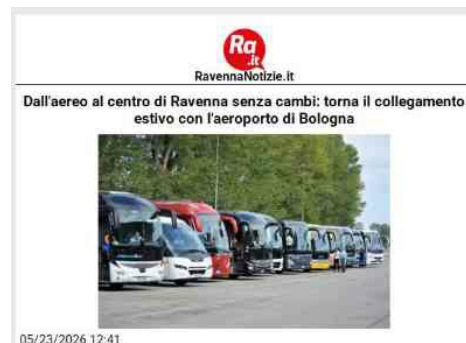 Ra
.it
RavennaNotizie.it
Dall'aereo al centro di Ravenna senza cambi: torna il collegamento
estivo con l'aeroporto di Bologna
05/23/2026 12:41